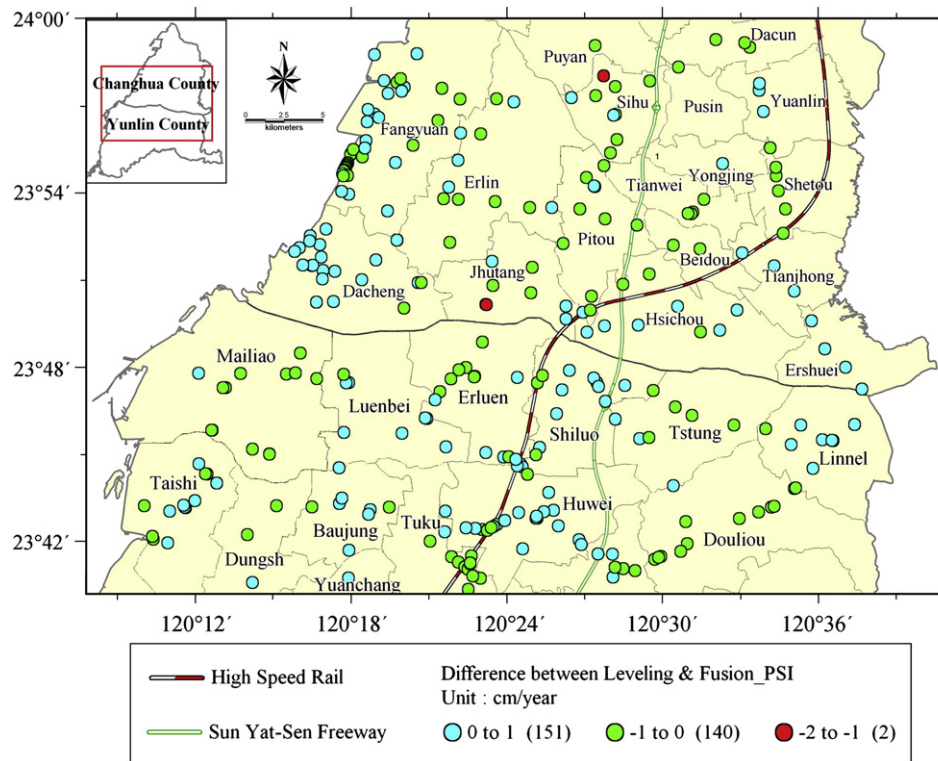 24°00′
23°54′
23°48′
23°42′
120°12′
120°18′
120°24′
120°30′
120°36′
Changhua County
Yunlin County
N
0 2.5 5
kilometers
Dacun
Puyan
Sihu
Pusin
Yuanlin
Fangyuan
1
Erlin
Tianwei
Yongjing
Shetou
Pitou
Beidou
Tianjhong
Jhutang
Dacheng
Hsichou
Ershuei
Mailiao
Erluen
Luenbei
Shiluo
Tstung
Linnel
Taishi
Huwei
Baujung
Tuku
Douliou
Dungsh
Yuanchang
High Speed Rail
Sun Yat-Sen Freeway
Difference between Leveling & Fusion_PSI
Unit : cm/year
0 to 1 (151)
-1 to 0 (140)
-2 to -1 (2)